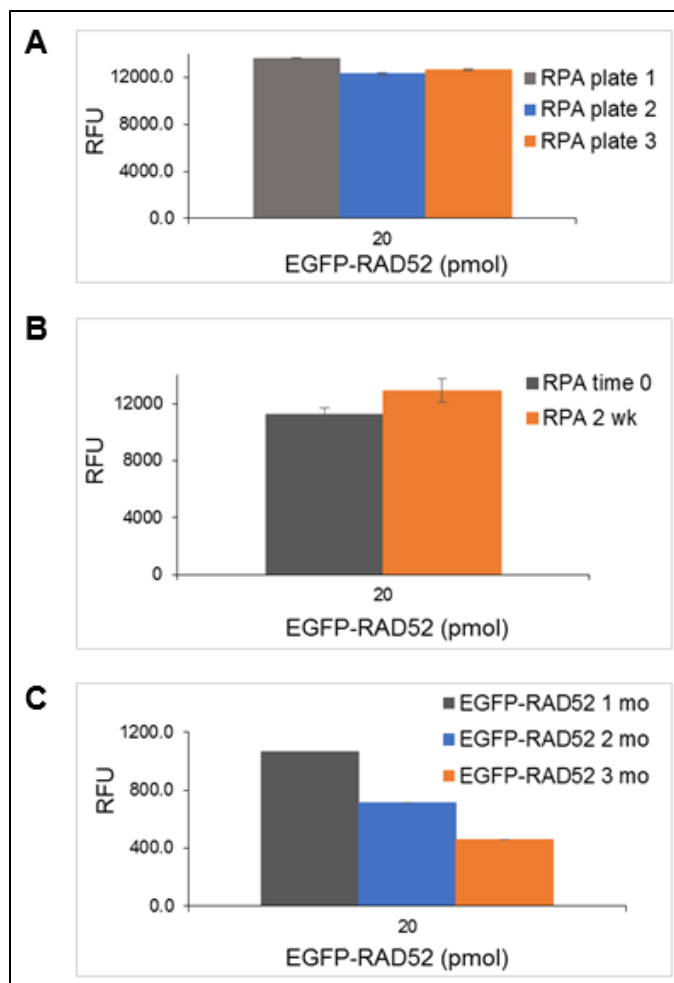 A
RFU
12000.0
8000.0
4000.0
0.0
20
EGFP-RAD52 (pmol)
RPA plate 1
RPA plate 2
RPA plate 3
B
RFU
12000
8000
4000
0
20
EGFP-RAD52 (pmol)
RPA time 0
RPA 2 wk
C
RFU
1200.0
800.0
400.0
0.0
20
EGFP-RAD52 (pmol)
EGFP-RAD52 1 mo
EGFP-RAD52 2 mo
EGFP-RAD52 3 mo